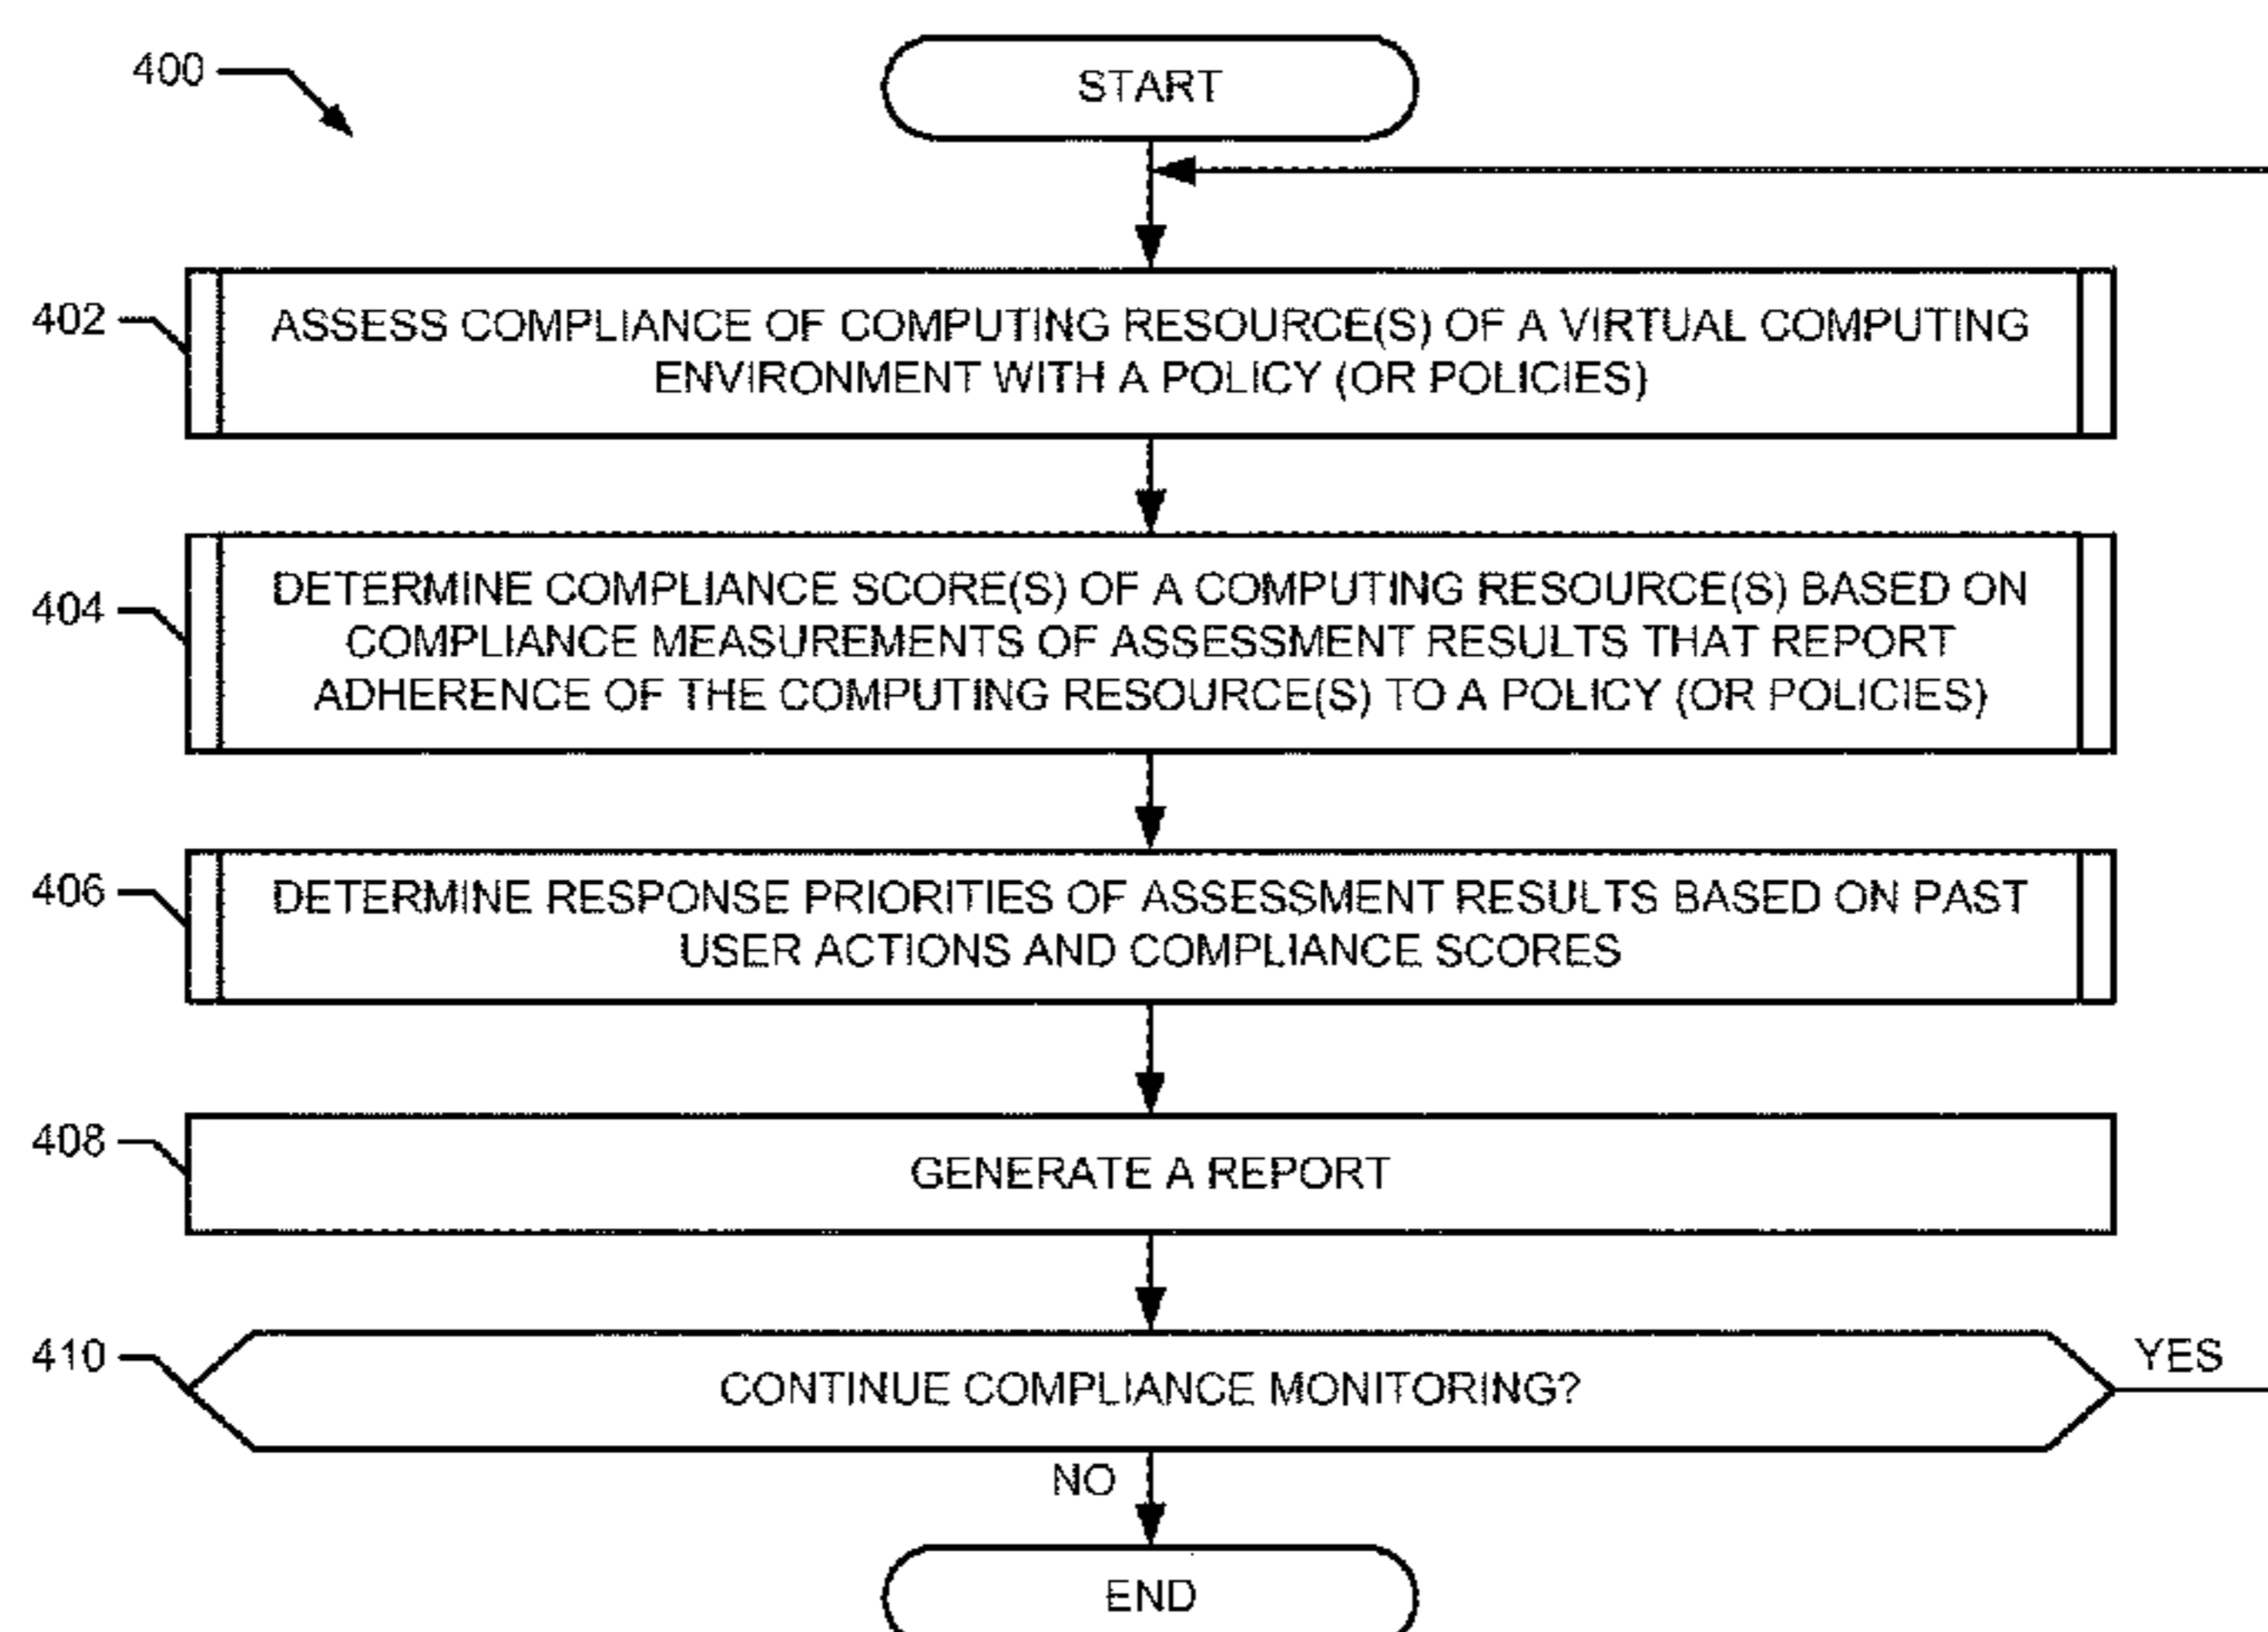 400
START
402
ASSESS COMPLIANCE OF COMPUTING RESOURCE(S) OF A VIRTUAL COMPUTING
ENVIRONMENT WITH A POLICY (OR POLICIES)
404
DETERMINE COMPLIANCE SCORE(S) OF A COMPUTING RESOURCE(S) BASED ON
COMPLIANCE MEASUREMENTS OF ASSESSMENT RESULTS THAT REPORT
ADHERENCE OF THE COMPUTING RESOURCE(S) TO A POLICY (OR POLICIES)
406
DETERMINE RESPONSE PRIORITIES OF ASSESSMENT RESULTS BASED ON PAST
USER ACTIONS AND COMPLIANCE SCORES
408
GENERATE A REPORT
410
CONTINUE COMPLIANCE MONITORING?
YES
NO
END